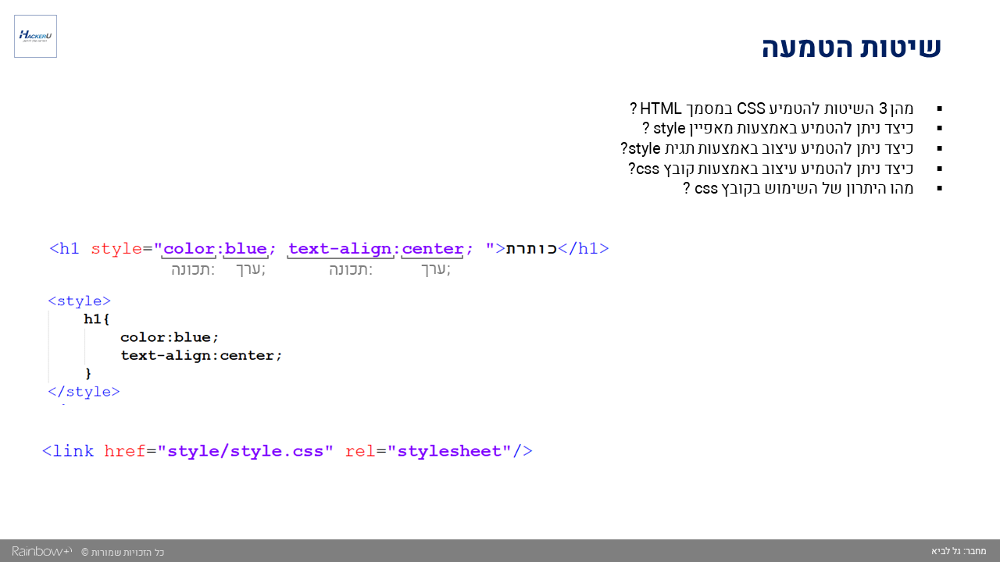 HACKERU
שיטות הטמעה
▪ מהן 3 השיטות להטמיע CSS במסמך HTML ?
▪ כיצד ניתן להטמיע באמצעות מאפיין style ?
▪ כיצד ניתן להטמיע עיצוב באמצעות תגית style?
▪ כיצד ניתן להטמיע עיצוב באמצעות קובץ css?
▪ מהו היתרון של השימוש בקובץ css ?
<h1 style="color:blue; text-align:center; ">כותרת</h1>
תכונה: ערך; תכונה: ערך;
<style>
h1{
color:blue;
text-align:center;
}
</style>
<link href="style/style.css" rel="stylesheet"/>
Rainbow+ © כל הזכויות שמורות
מחבר: גל לביא